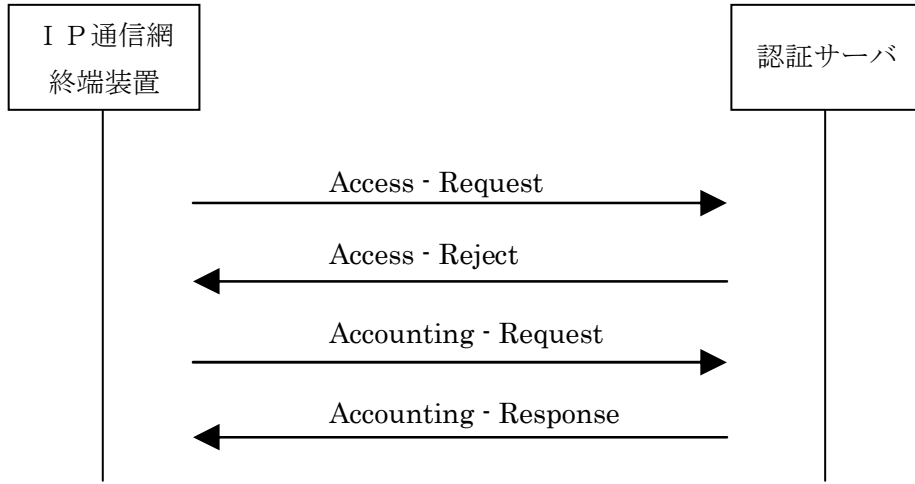 ＩＰ通信網
終端装置
認証サーバ
Access - Request
Access - Reject
Accounting - Request
Accounting - Response